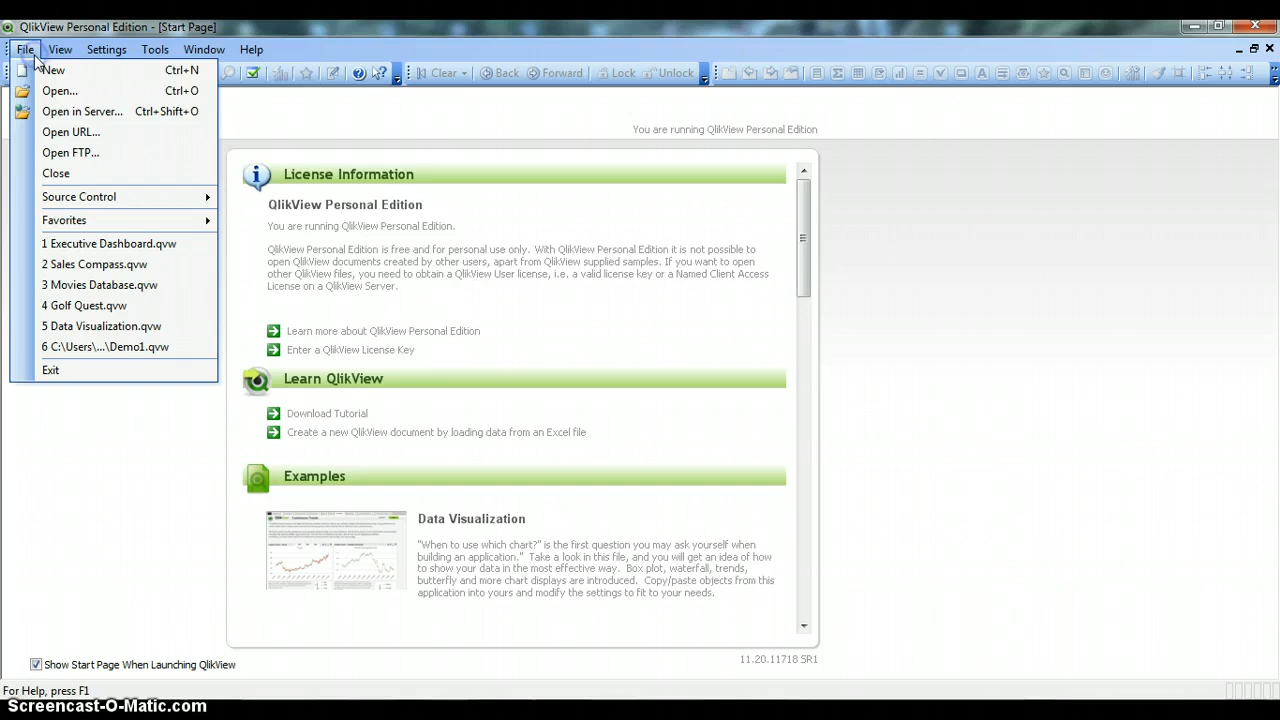 QlikView Personal Edition - [Start Page]
File View Settings Tools Window Help
Clear Back Forward Lock Unlock
New Ctrl+N
Open... Ctrl+O
Open in Server... Ctrl+Shift+O
Open URL...
Open FTP...
Close
Source Control
Favorites
1 Executive Dashboard.qvw
2 Sales Compass.qvw
3 Movies Database.qvw
4 Golf Quest.qvw
5 Data Visualization.qvw
6 C:\Users\...\Demo1.qvw
Exit
You are running QlikView Personal Edition
License Information
QlikView Personal Edition
You are running QlikView Personal Edition.
QlikView Personal Edition is free and for personal use only. With QlikView Personal Edition it is not possible to
open QlikView documents created by other users, apart from QlikView supplied samples. If you want to open
other QlikView files, you need to obtain a QlikView User license, i.e. a valid license key or a Named Client Access
License on a QlikView Server.
Learn more about QlikView Personal Edition
Enter a QlikView License Key
Learn QlikView
Download Tutorial
Create a new QlikView document by loading data from an Excel file
Examples
Data Visualization
"When to use which chart?" is the first question you may ask yourself when
building an application." Take a look in this file, and you will get an idea of how
to show your data in the most effective way. Box plot, waterfall, trends,
butterfly and more chart displays are introduced. Copy/paste objects from this
application into yours and modify the settings to fit to your needs.
Show Start Page When Launching QlikView
11.20.11718 SR1
For Help, press F1
Screencast-O-Matic.com